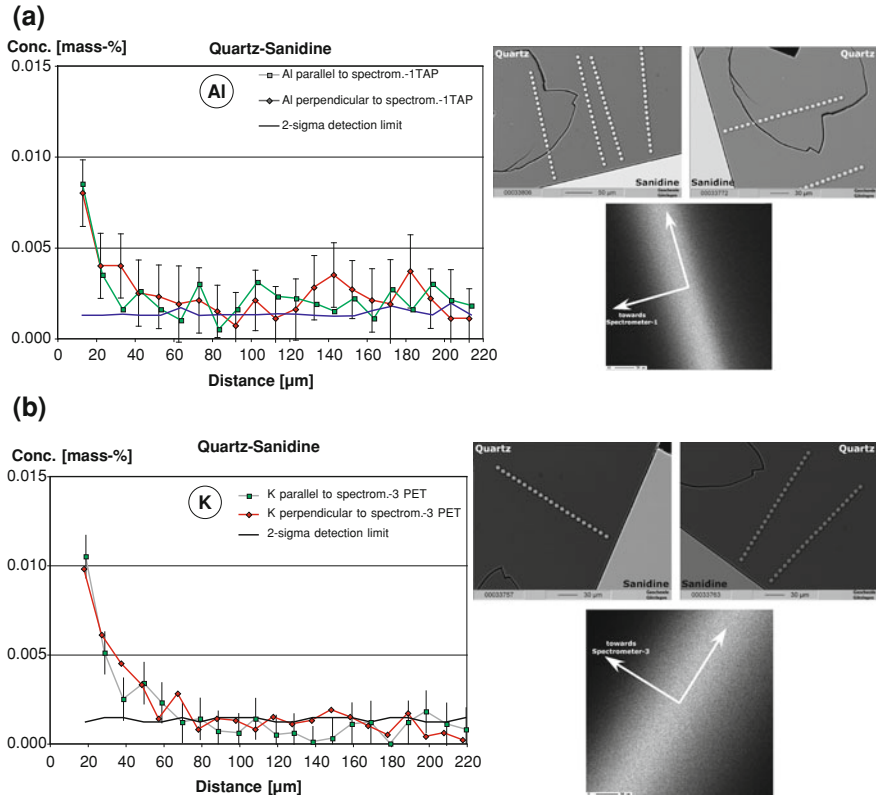 (a)
Conc. [mass-%]
Quartz-Sanidine
0.015
0.010
0.005
0.000
Al
Al parallel to spectrom.-1TAP
Al perpendicular to spectrom.-1TAP
2-sigma detection limit
0 20 40 60 80 100 120 140 160 180 200 220
Distance [µm]
Quartz
Sanidine
00033806
50 µm
Quartz
Sanidine
00033772
30 µm
towards
Spectrometer-1
(b)
Conc. [mass-%]
Quartz-Sanidine
0.015
0.010
0.005
0.000
K
K parallel to spectrom.-3 PET
K perpendicular to spectrom.-3 PET
2-sigma detection limit
0 20 40 60 80 100 120 140 160 180 200 220
Distance [µm]
Quartz
Sanidine
00033757
30 µm
Quartz
Sanidine
00033763
30 µm
towards
Spectrometer-3